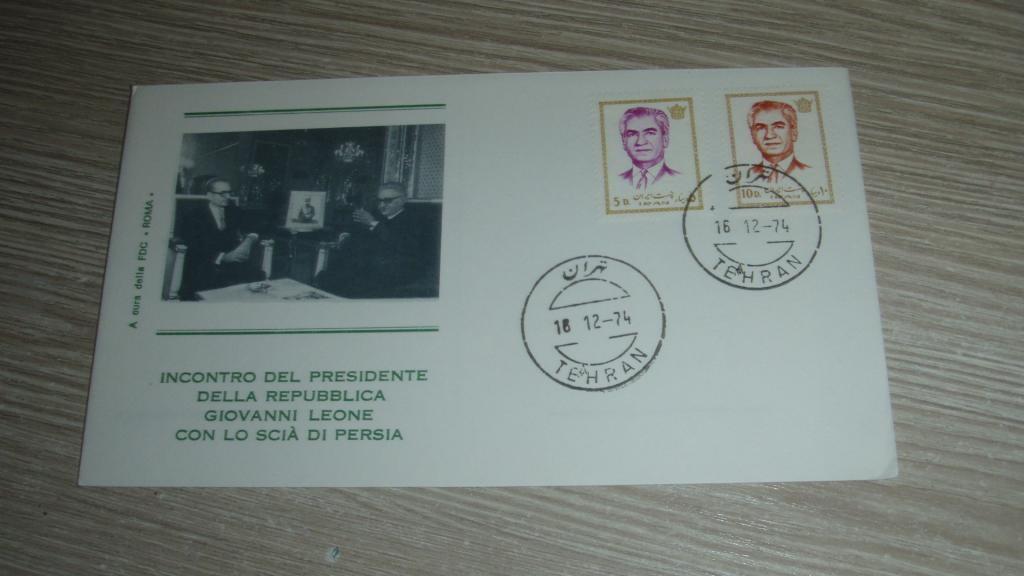 A cura della FDC • ROMA •
INCONTRO DEL PRESIDENTE
DELLA REPUBBLICA
GIOVANNI LEONE
CON LO SCIÀ DI PERSIA
5 D.
10 D.
تهران
16 12-74
TEHRAN
تهران
16 12-74
TEHRAN